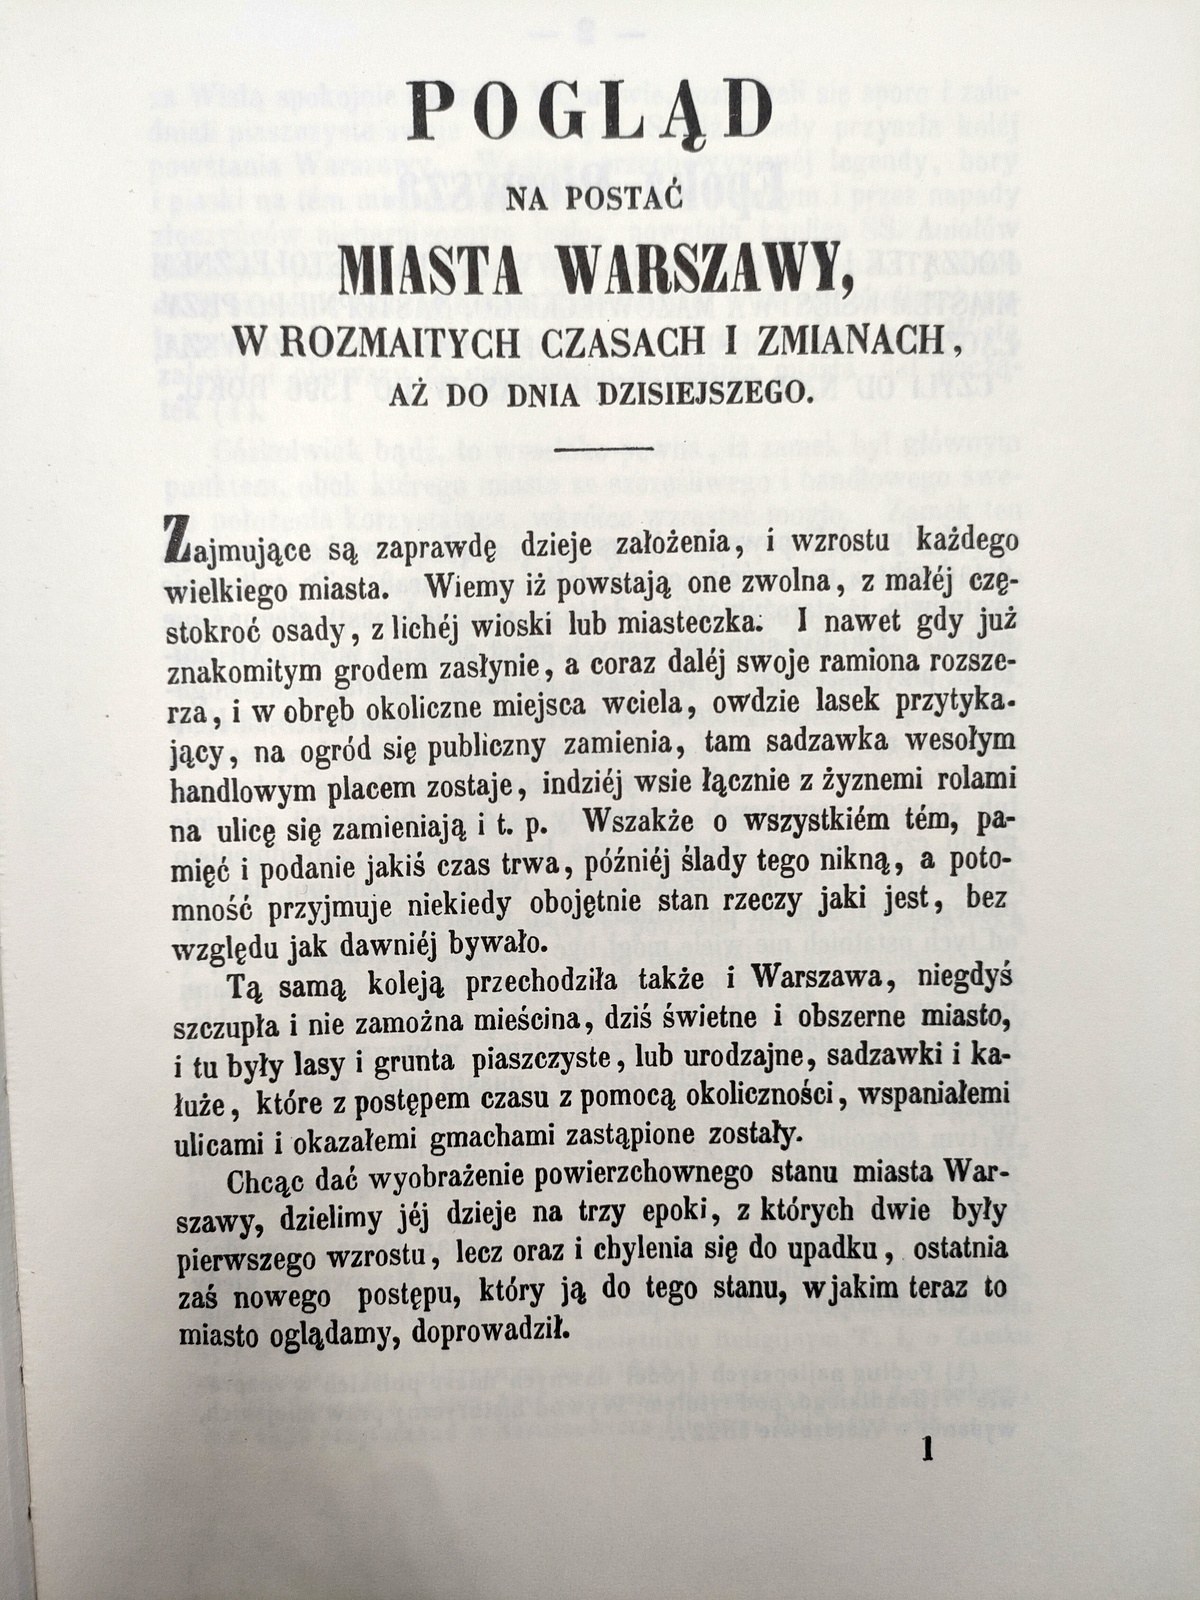 POGLĄD
NA POSTAĆ
MIASTA WARSZAWY,
W ROZMAITYCH CZASACH I ZMIANACH,
AŻ DO DNIA DZISIEJSZEGO.
Zajmujące są zaprawdę dzieje założenia, i wzrostu każdego
wielkiego miasta. Wiemy iż powstają one zwolna, z małéj czę-
stokroć osady, z lichéj wioski lub miasteczka. I nawet gdy już
znakomitym grodem zasłynie, a coraz daléj swoje ramiona rozsze-
rza, i w obręb okoliczne miejsca wciela, owdzie lasek przytyka-
jący, na ogród się publiczny zamienia, tam sadzawka wesołym
handlowym placem zostaje, indziéj wsie łącznie z żyznemi rolami
na ulicę się zamieniają i t. p. Wszakże o wszystkiém tém, pa-
mięć i podanie jakiś czas trwa, późniéj ślady tego nikną, a poto-
mność przyjmuje niekiedy obojętnie stan rzeczy jaki jest, bez
względu jak dawniéj bywało.
Tą samą koleją przechodziła także i Warszawa, niegdyś
szczupła i nie zamożna mieścina, dziś świetne i obszerne miasto,
i tu były lasy i grunta piaszczyste, lub urodzajne, sadzawki i ka-
łuże, które z postępem czasu z pomocą okoliczności, wspaniałemi
ulicami i okazałemi gmachami zastąpione zostały.
Chcąc dać wyobrażenie powierzchownego stanu miasta War-
szawy, dzielimy jéj dzieje na trzy epoki, z których dwie były
pierwszego wzrostu, lecz oraz i chylenia się do upadku, ostatnia
zaś nowego postępu, który ją do tego stanu, w jakim teraz to
miasto oglądamy, doprowadził.
1